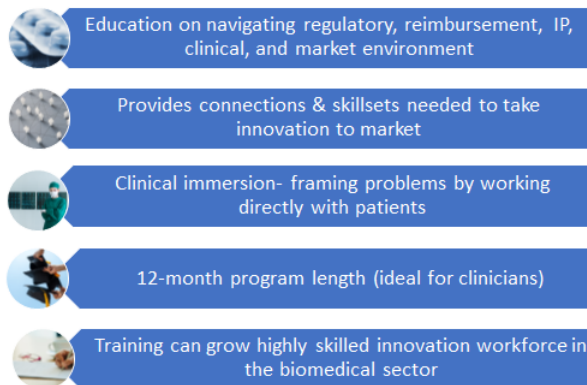 Education on navigating regulatory, reimbursement, IP,
clinical, and market environment
Provides connections & skillsets needed to take
innovation to market
Clinical immersion- framing problems by working
directly with patients
12-month program length (ideal for clinicians)
Training can grow highly skilled innovation workforce in
the biomedical sector